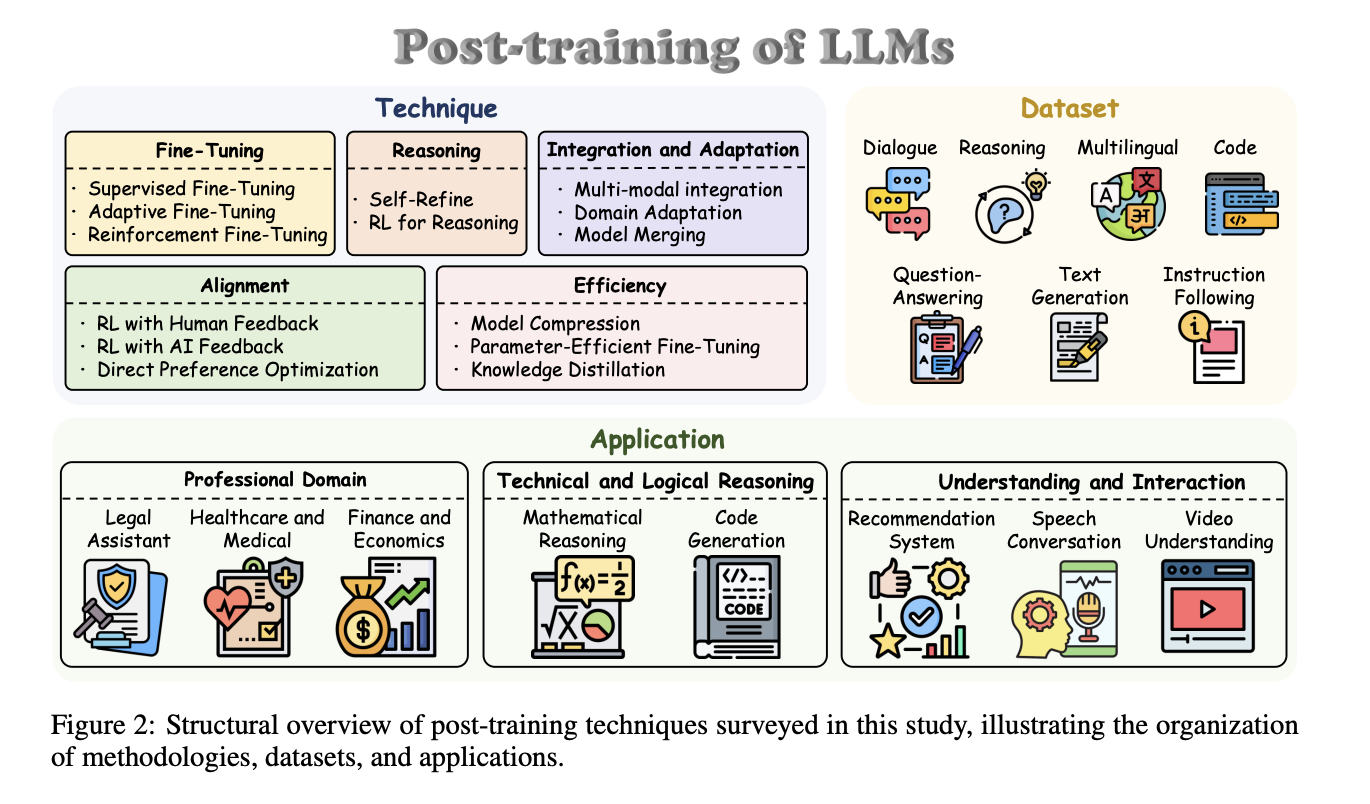 Post-training of LLMs
Technique
Fine-Tuning
· Supervised Fine-Tuning
· Adaptive Fine-Tuning
· Reinforcement Fine-Tuning
Reasoning
· Self-Refine
· RL for Reasoning
Integration and Adaptation
· Multi-modal integration
· Domain Adaptation
· Model Merging
Alignment
· RL with Human Feedback
· RL with AI Feedback
· Direct Preference Optimization
Efficiency
· Model Compression
· Parameter-Efficient Fine-Tuning
· Knowledge Distillation
Dataset
Dialogue
Reasoning
?
Multilingual
A
文
अ
Code
</>
Question-
Answering
Q
A
Text
Generation
Instruction
Following
i
Application
Professional Domain
Legal
Assistant
Healthcare and
Medical
Finance and
Economics
$
Technical and Logical Reasoning
Mathematical
Reasoning
f(x)=1/2
√X
Code
Generation
</>
CODE
Understanding and Interaction
Recommendation
System
Speech
Conversation
Video
Understanding
Figure 2: Structural overview of post-training techniques surveyed in this study, illustrating the organization
of methodologies, datasets, and applications.